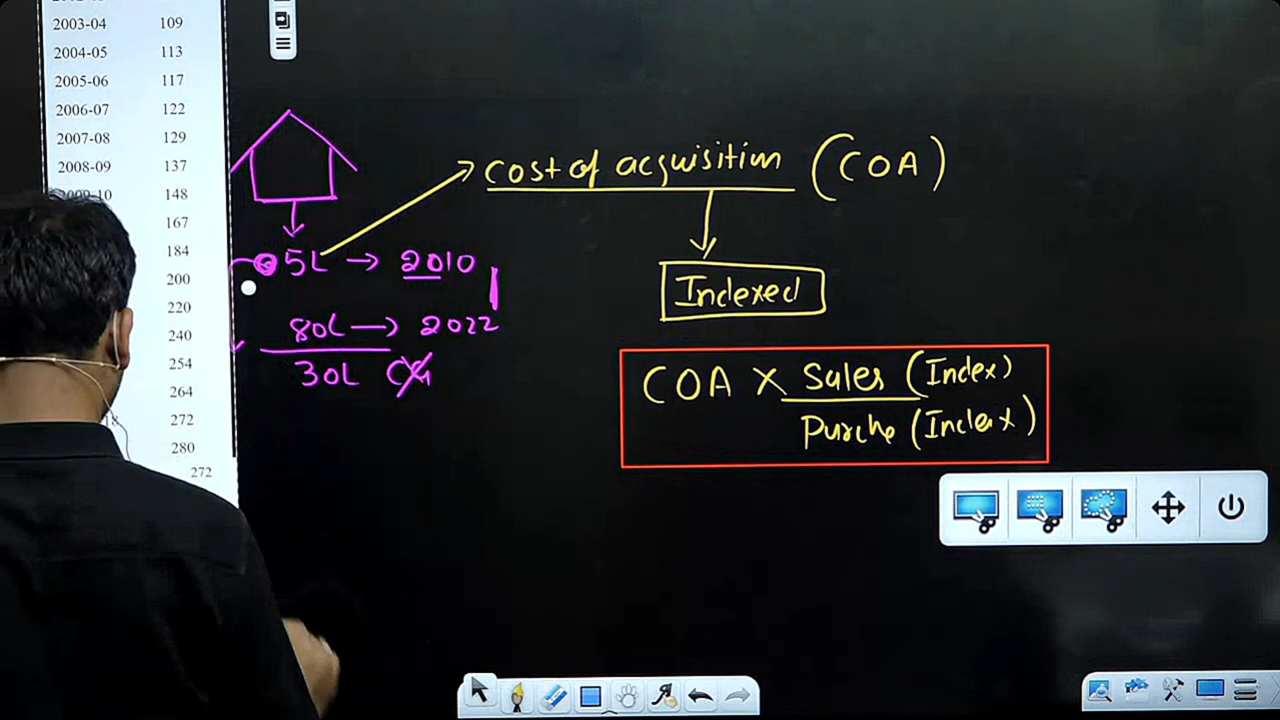 2003-04 109
2004-05 113
2005-06 117
2006-07 122
2007-08 129
2008-09 137
2009-10 148
167
184
200
220
240
254
264
272
280
272
5L → 2010
80L → 2022
30L
Cost of acquisition (COA)
Indexed
COA X Sales (Index)
Purche (Index)